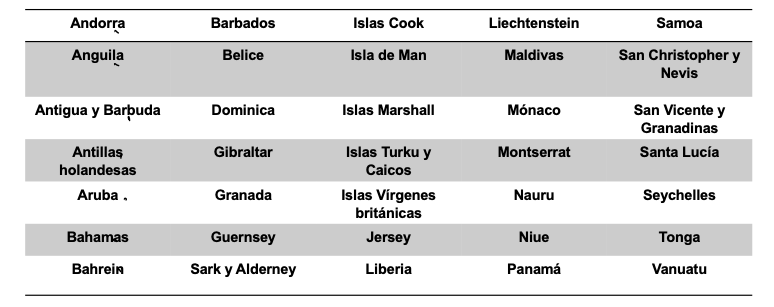 Andorra Barbados Islas Cook Liechtenstein Samoa
Anguila Belice Isla de Man Maldivas San Christopher y
Nevis
Antigua y Barbuda Dominica Islas Marshall Mónaco San Vicente y
Granadinas
Antillas Gibraltar Islas Turku y Montserrat Santa Lucía
holandesas Caicos
Aruba Granada Islas Vírgenes Nauru Seychelles
británicas
Bahamas Guernsey Jersey Niue Tonga
Bahrein Sark y Alderney Liberia Panamá Vanuatu